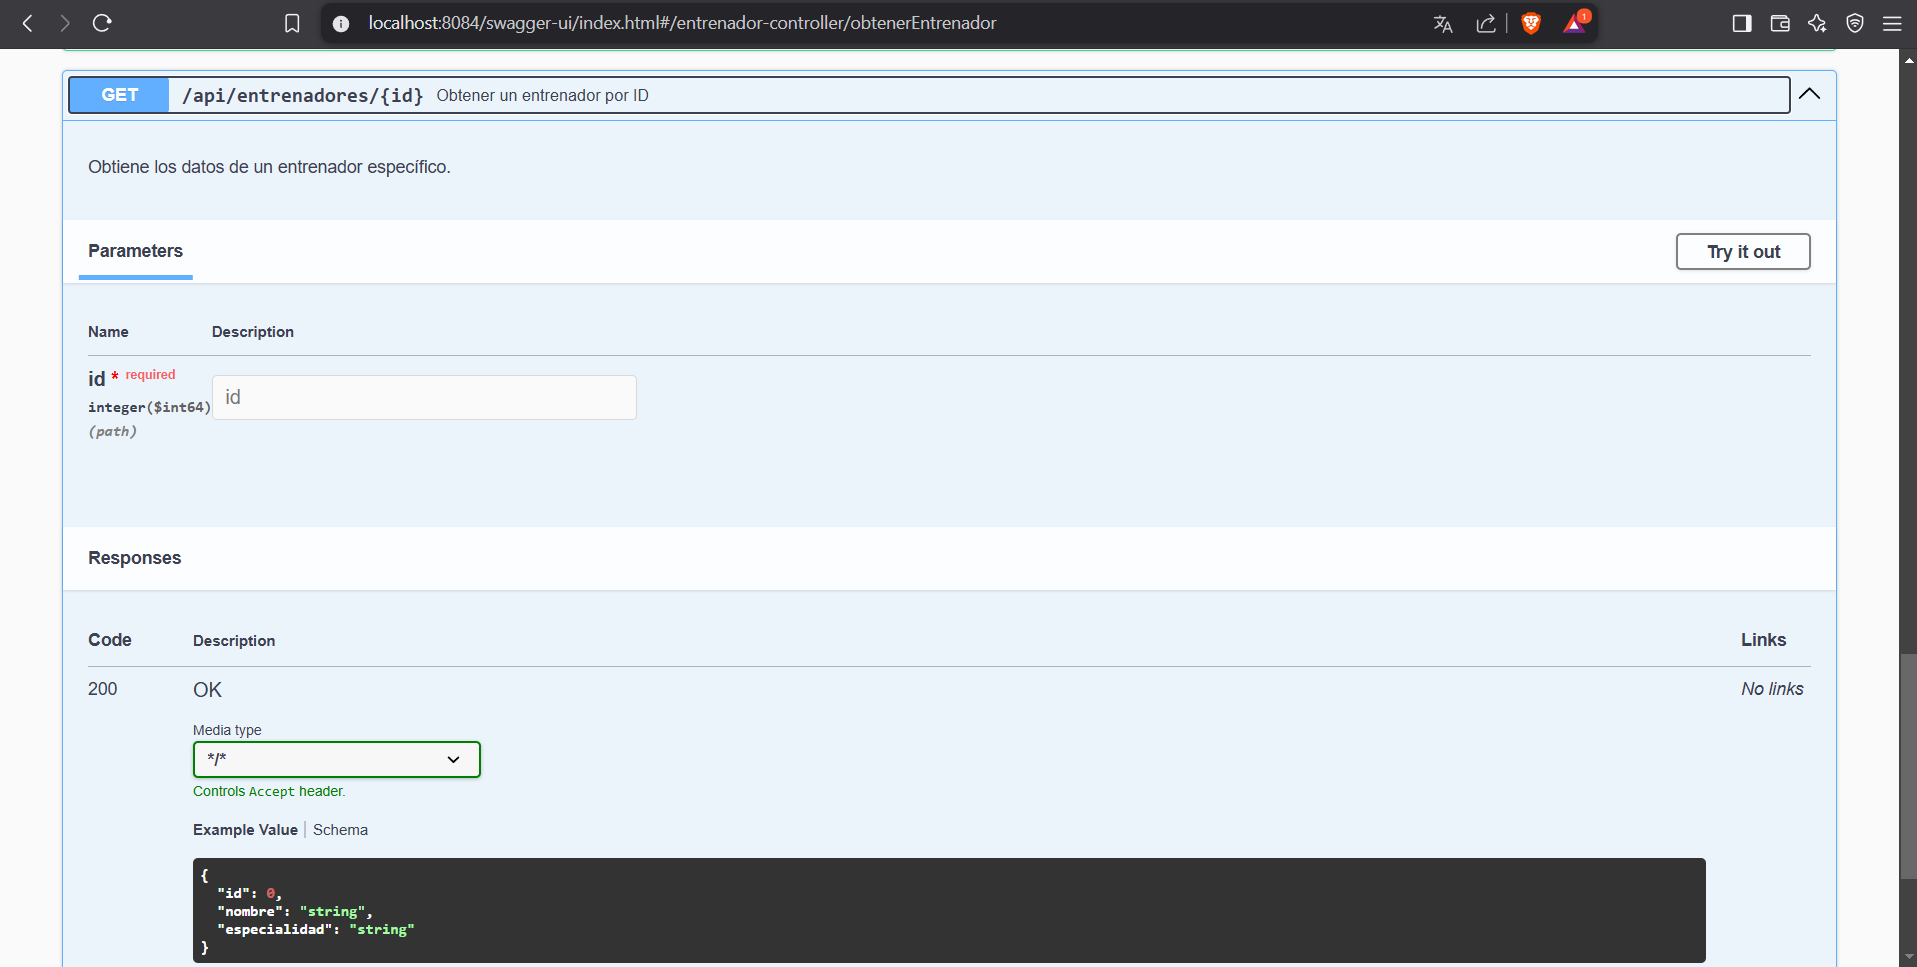 localhost:8084/swagger-ui/index.html#/entrenador-controller/obtenerEntrenador
1
GET /api/entrenadores/{id} Obtener un entrenador por ID
Obtiene los datos de un entrenador específico.
Parameters
Try it out
Name Description
id * required
integer($int64)
(path)
id
Responses
Code Description Links
200 OK No links
Media type
*/*
Controls Accept header.
Example Value | Schema
{
  "id": 0,
  "nombre": "string",
  "especialidad": "string"
}